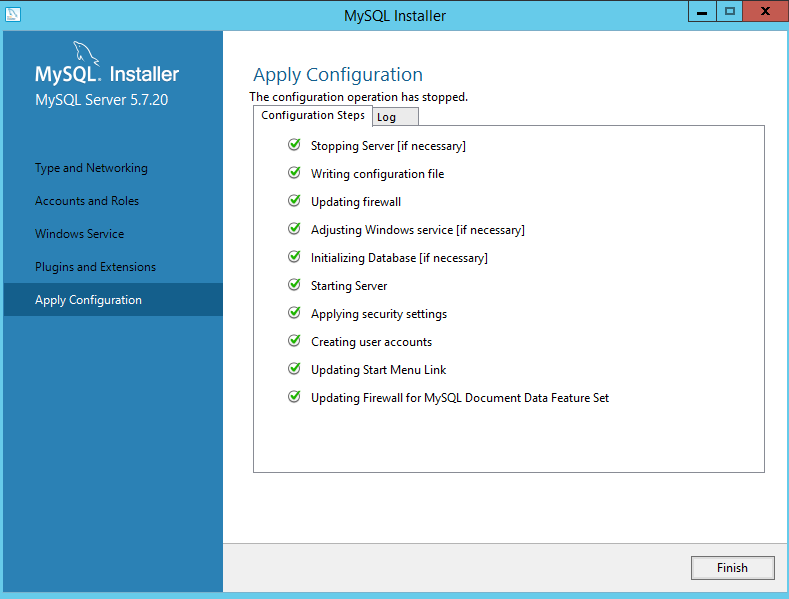 MySQL Installer
MySQL. Installer
MySQL Server 5.7.20
Type and Networking
Accounts and Roles
Windows Service
Plugins and Extensions
Apply Configuration
Apply Configuration
The configuration operation has stopped.
Configuration Steps Log
Stopping Server [if necessary]
Writing configuration file
Updating firewall
Adjusting Windows service [if necessary]
Initializing Database [if necessary]
Starting Server
Applying security settings
Creating user accounts
Updating Start Menu Link
Updating Firewall for MySQL Document Data Feature Set
Finish